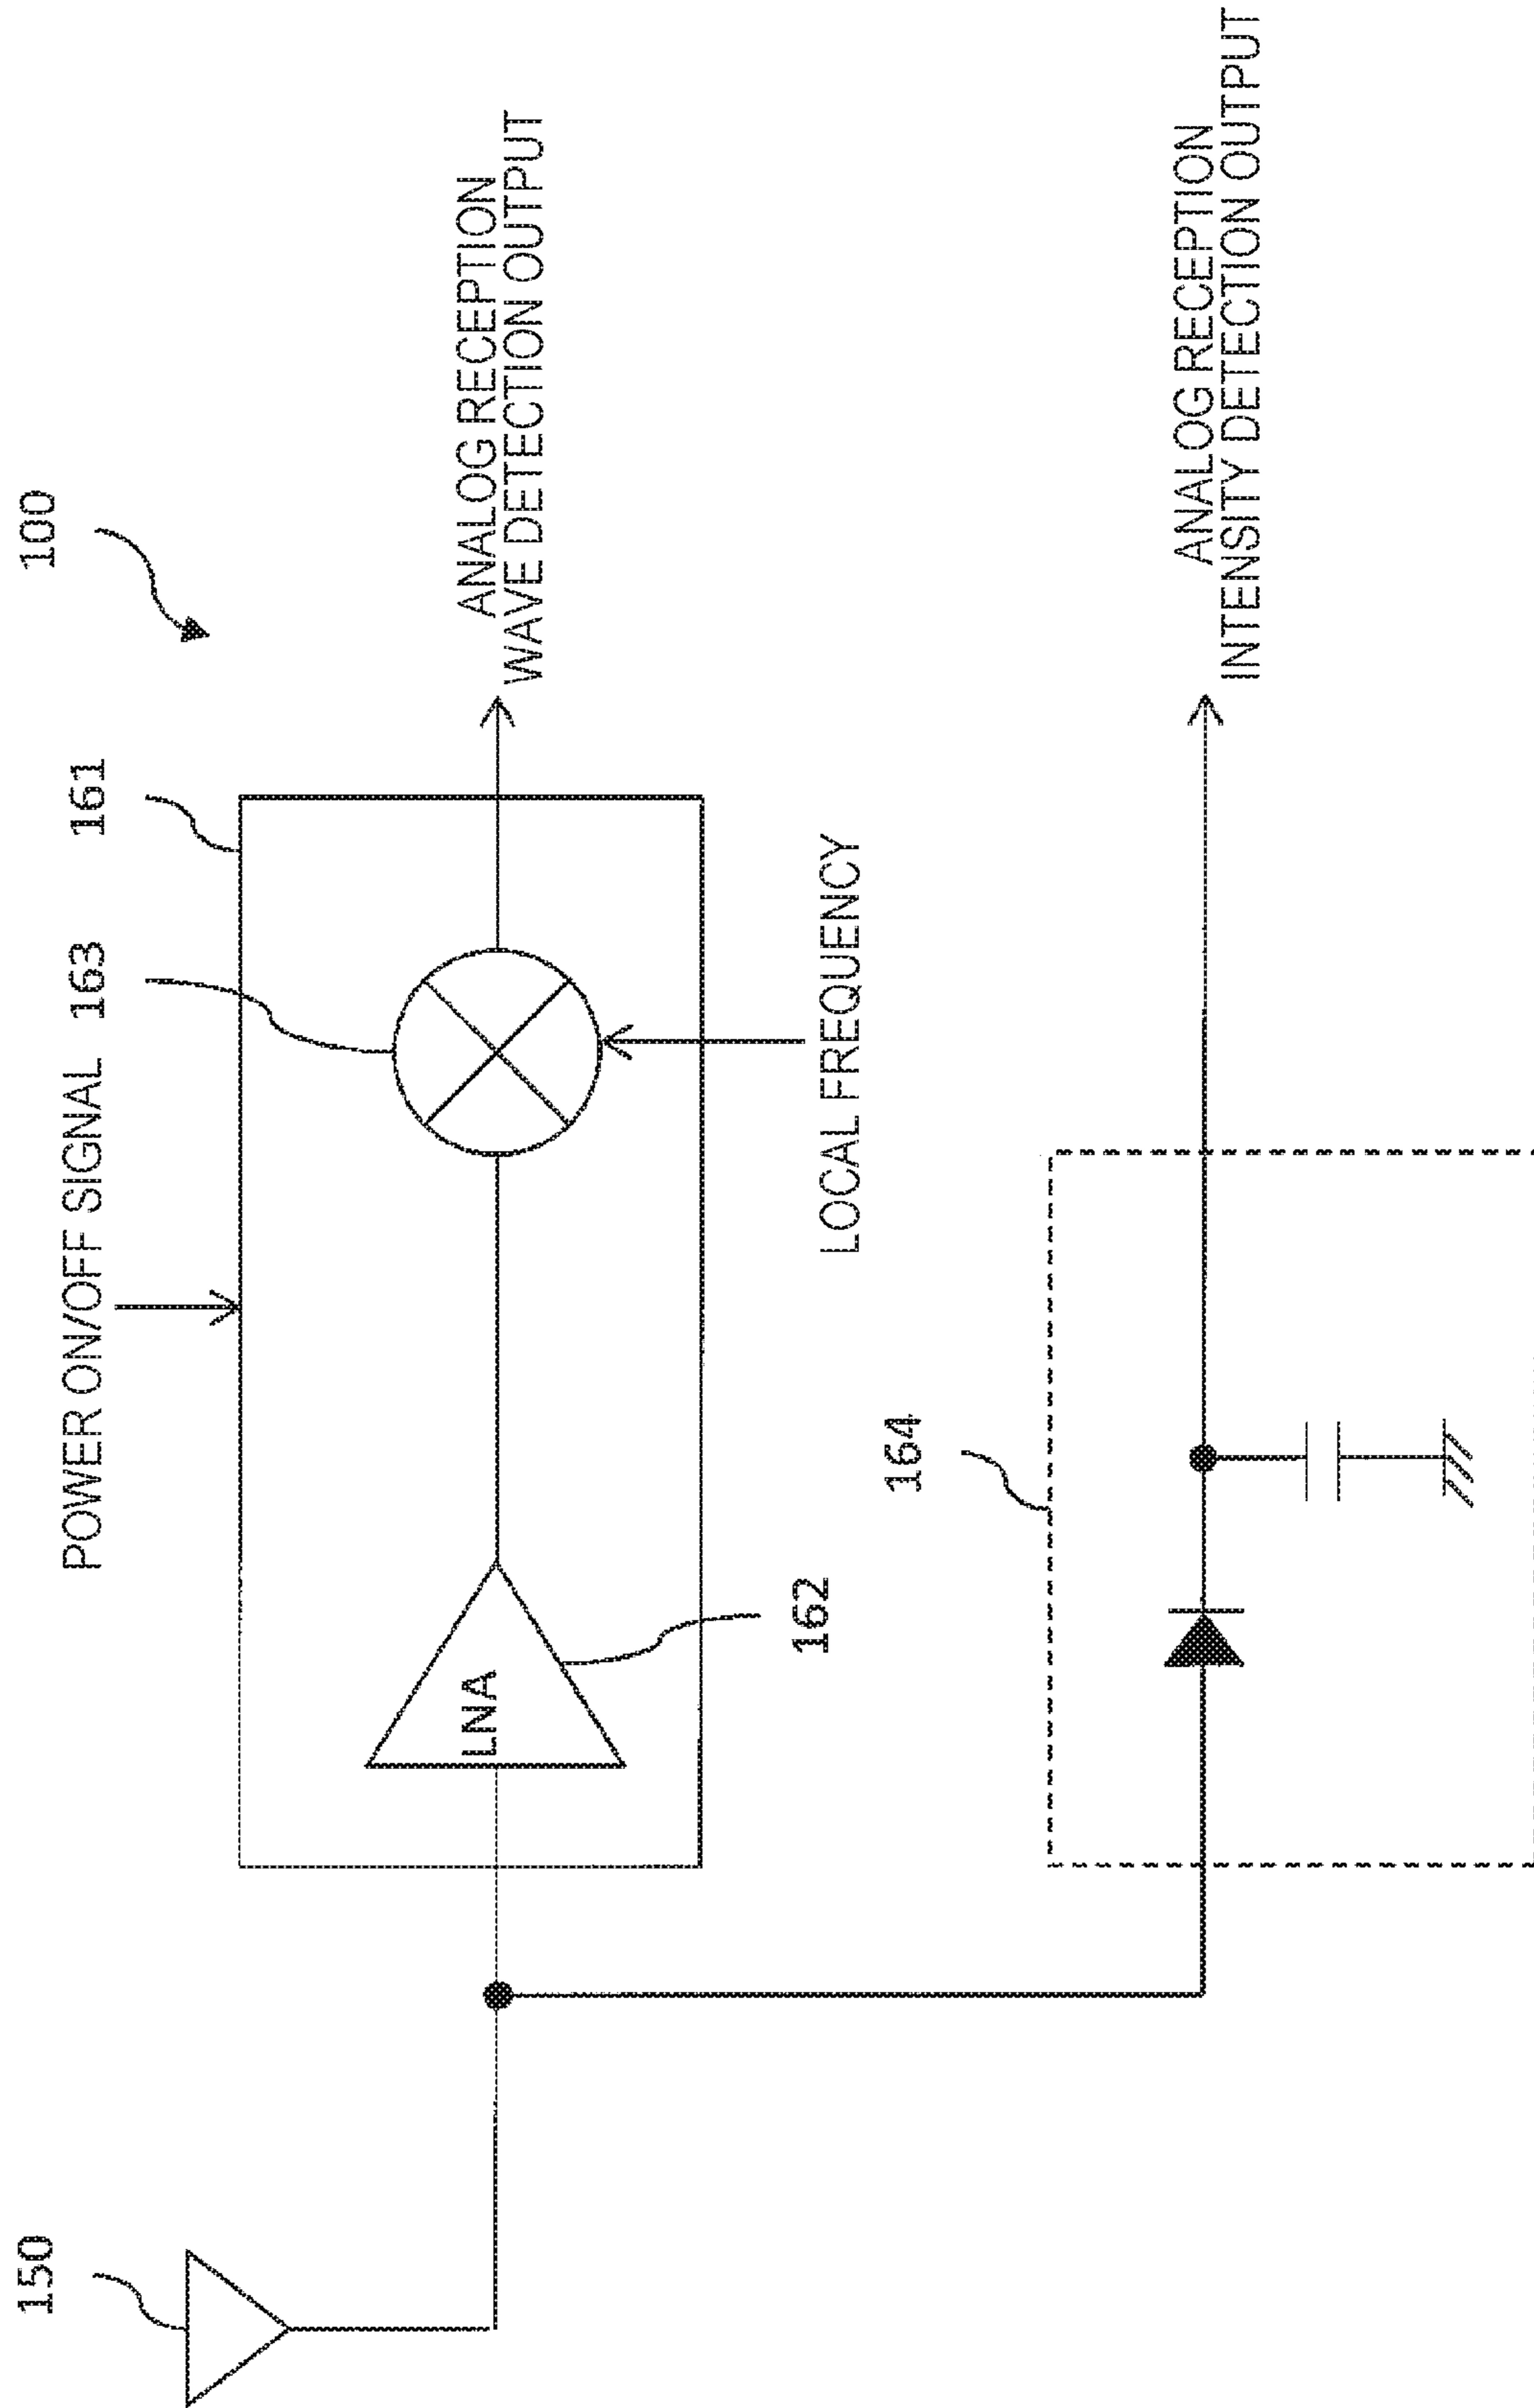 100
150
POWER ON/OFF SIGNAL
163
161
LNA
162
ANALOG RECEPTION
WAVE DETECTION OUTPUT
LOCAL FREQUENCY
164
ANALOG RECEPTION
INTENSITY DETECTION OUTPUT